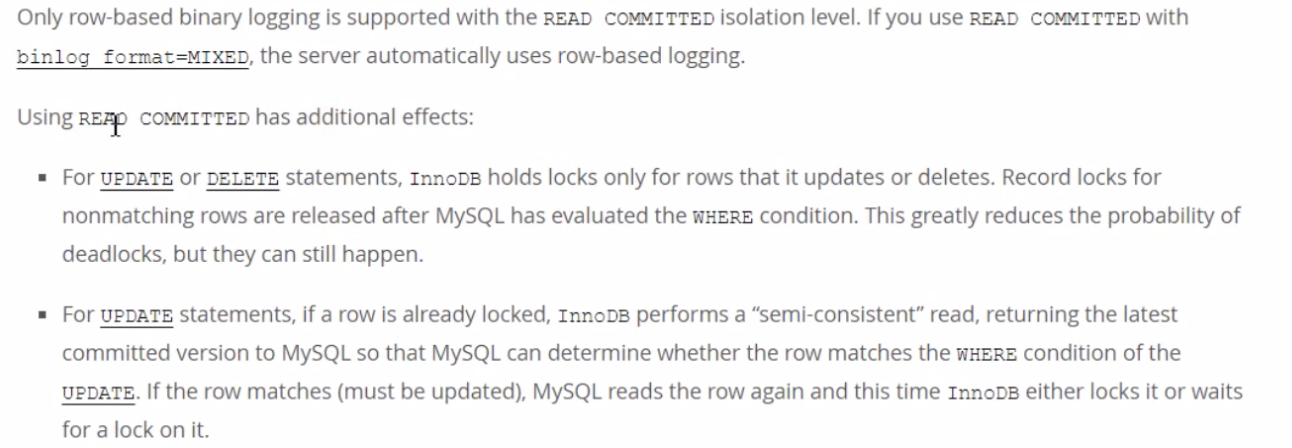 Only row-based binary logging is supported with the READ COMMITTED isolation level. If you use READ COMMITTED with
binlog_format=MIXED, the server automatically uses row-based logging.
Using READ COMMITTED has additional effects:
▪ For UPDATE or DELETE statements, InnoDB holds locks only for rows that it updates or deletes. Record locks for
nonmatching rows are released after MySQL has evaluated the WHERE condition. This greatly reduces the probability of
deadlocks, but they can still happen.
▪ For UPDATE statements, if a row is already locked, InnoDB performs a “semi-consistent” read, returning the latest
committed version to MySQL so that MySQL can determine whether the row matches the WHERE condition of the
UPDATE. If the row matches (must be updated), MySQL reads the row again and this time InnoDB either locks it or waits
for a lock on it.